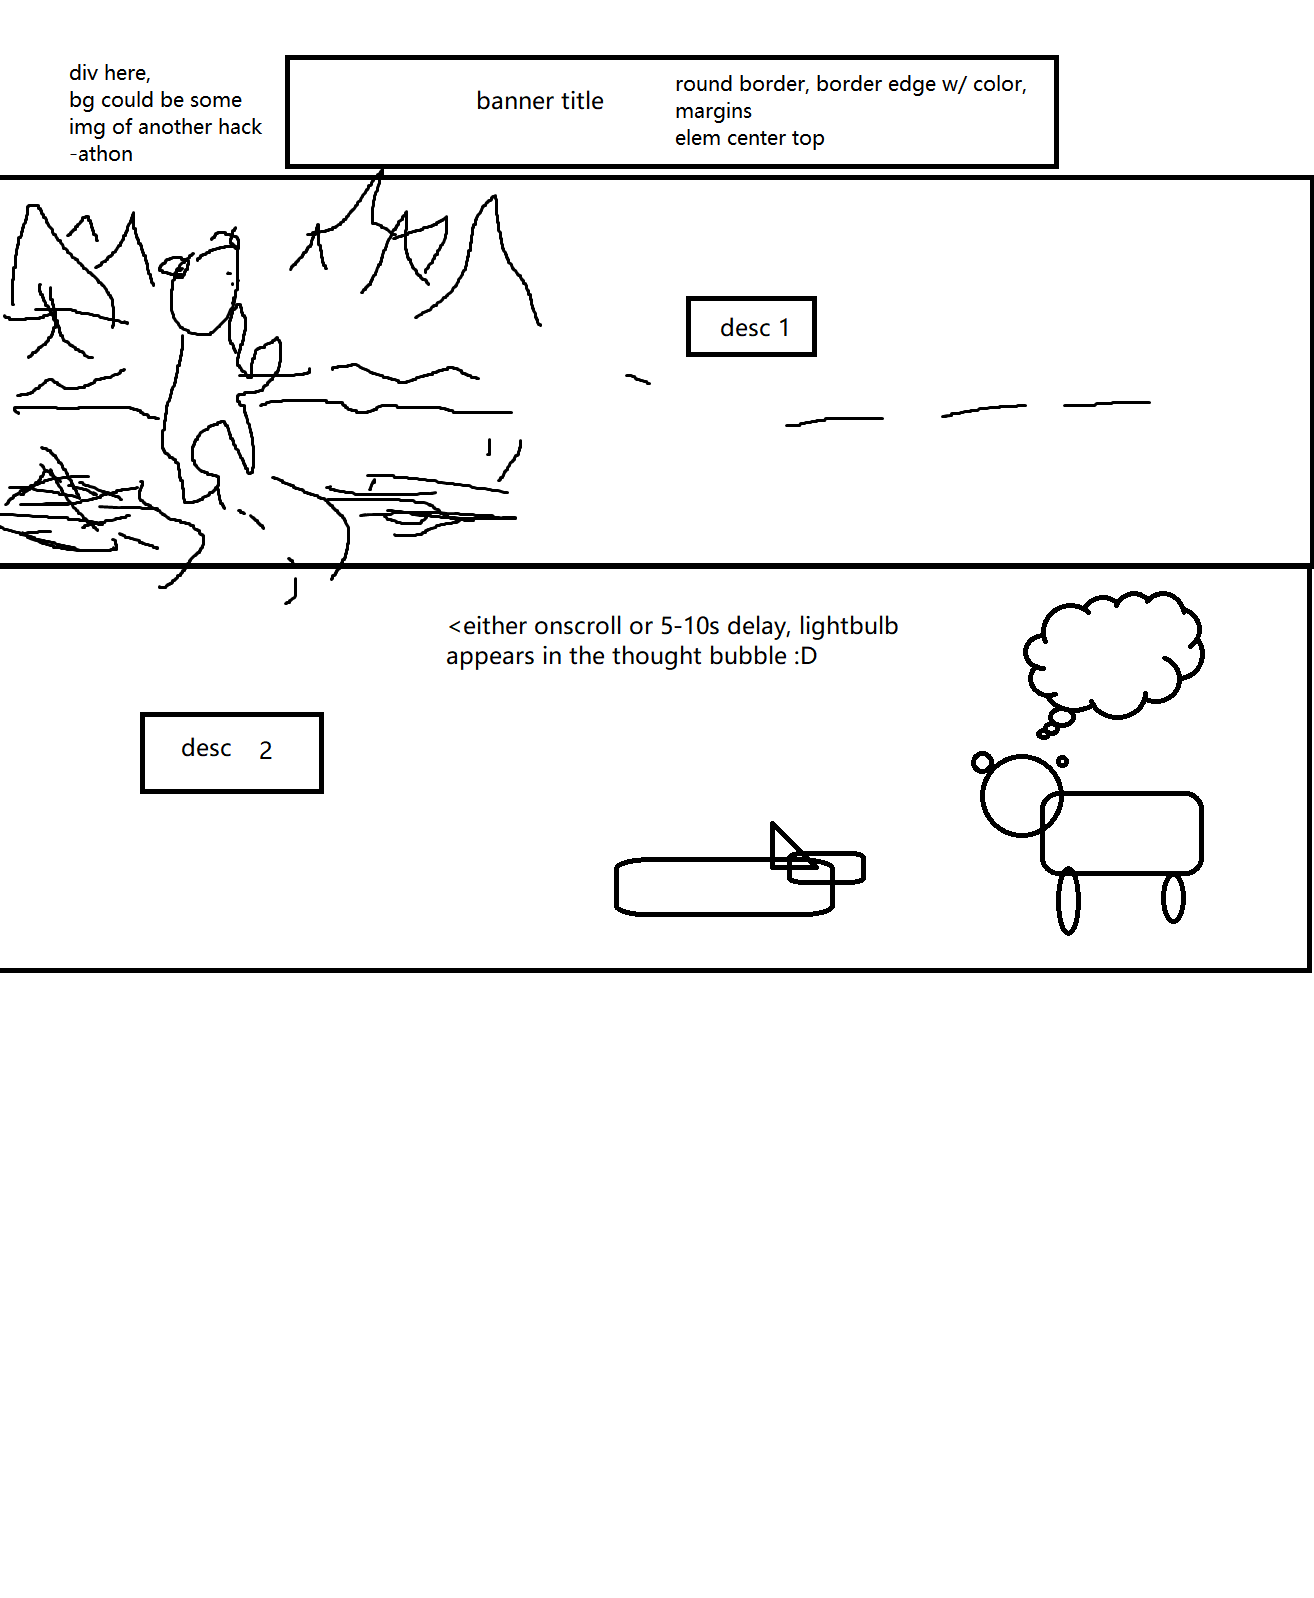 div here,
bg could be some
img of another hack
-athon
banner title
round border, border edge w/ color,
margins
elem center top
desc 1
<either onscroll or 5-10s delay, lightbulb
appears in the thought bubble :D
desc 2